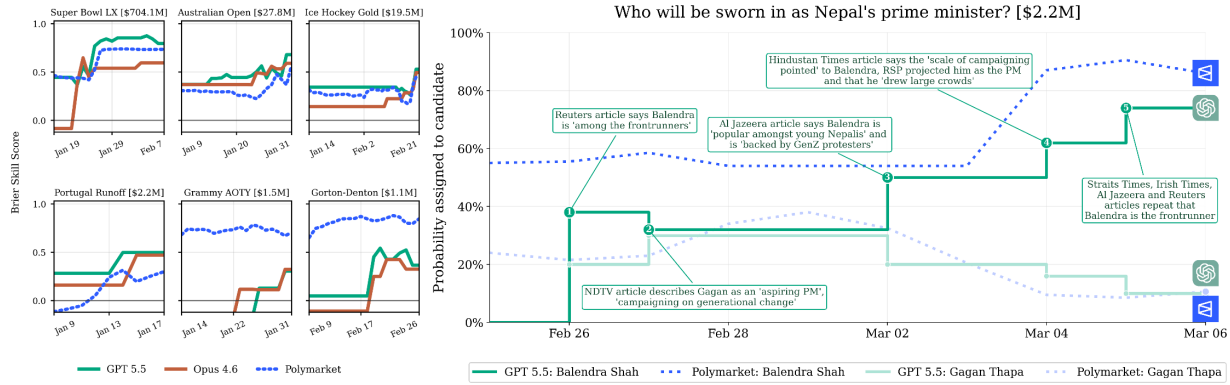 Super Bowl LX [$704.1M]
Australian Open [$27.8M]
Ice Hockey Gold [$19.5M]
1.0
0.5
0.0
Jan 19
Jan 29
Feb 7
Jan 9
Jan 20
Jan 31
Jan 14
Feb 2
Feb 21
Brier Skill Score
Portugal Runoff [$2.2M]
Grammy AOTY [$1.5M]
Gorton-Denton [$1.1M]
1.0
0.5
0.0
Jan 9
Jan 13
Jan 17
Jan 14
Jan 22
Jan 31
Feb 9
Feb 17
Feb 26
GPT 5.5
Opus 4.6
Polymarket
Who will be sworn in as Nepal's prime minister? [$2.2M]
Probability assigned to candidate
100%
80%
60%
40%
20%
0%
Hindustan Times article says the 'scale of campaigning
pointed' to Balendra, RSP projected him as the PM
and that he 'drew large crowds'
Reuters article says Balendra
is 'among the frontrunners'
Al Jazeera article says Balendra is
'popular amongst young Nepalis' and
is 'backed by GenZ protesters'
Straits Times, Irish Times,
Al Jazeera and Reuters
articles repeat that
Balendra is the frontrunner
NDTV article describes Gagan as an 'aspiring PM',
'campaigning on generational change'
1
2
3
4
5
Feb 26
Feb 28
Mar 02
Mar 04
Mar 06
GPT 5.5: Balendra Shah
Polymarket: Balendra Shah
GPT 5.5: Gagan Thapa
Polymarket: Gagan Thapa